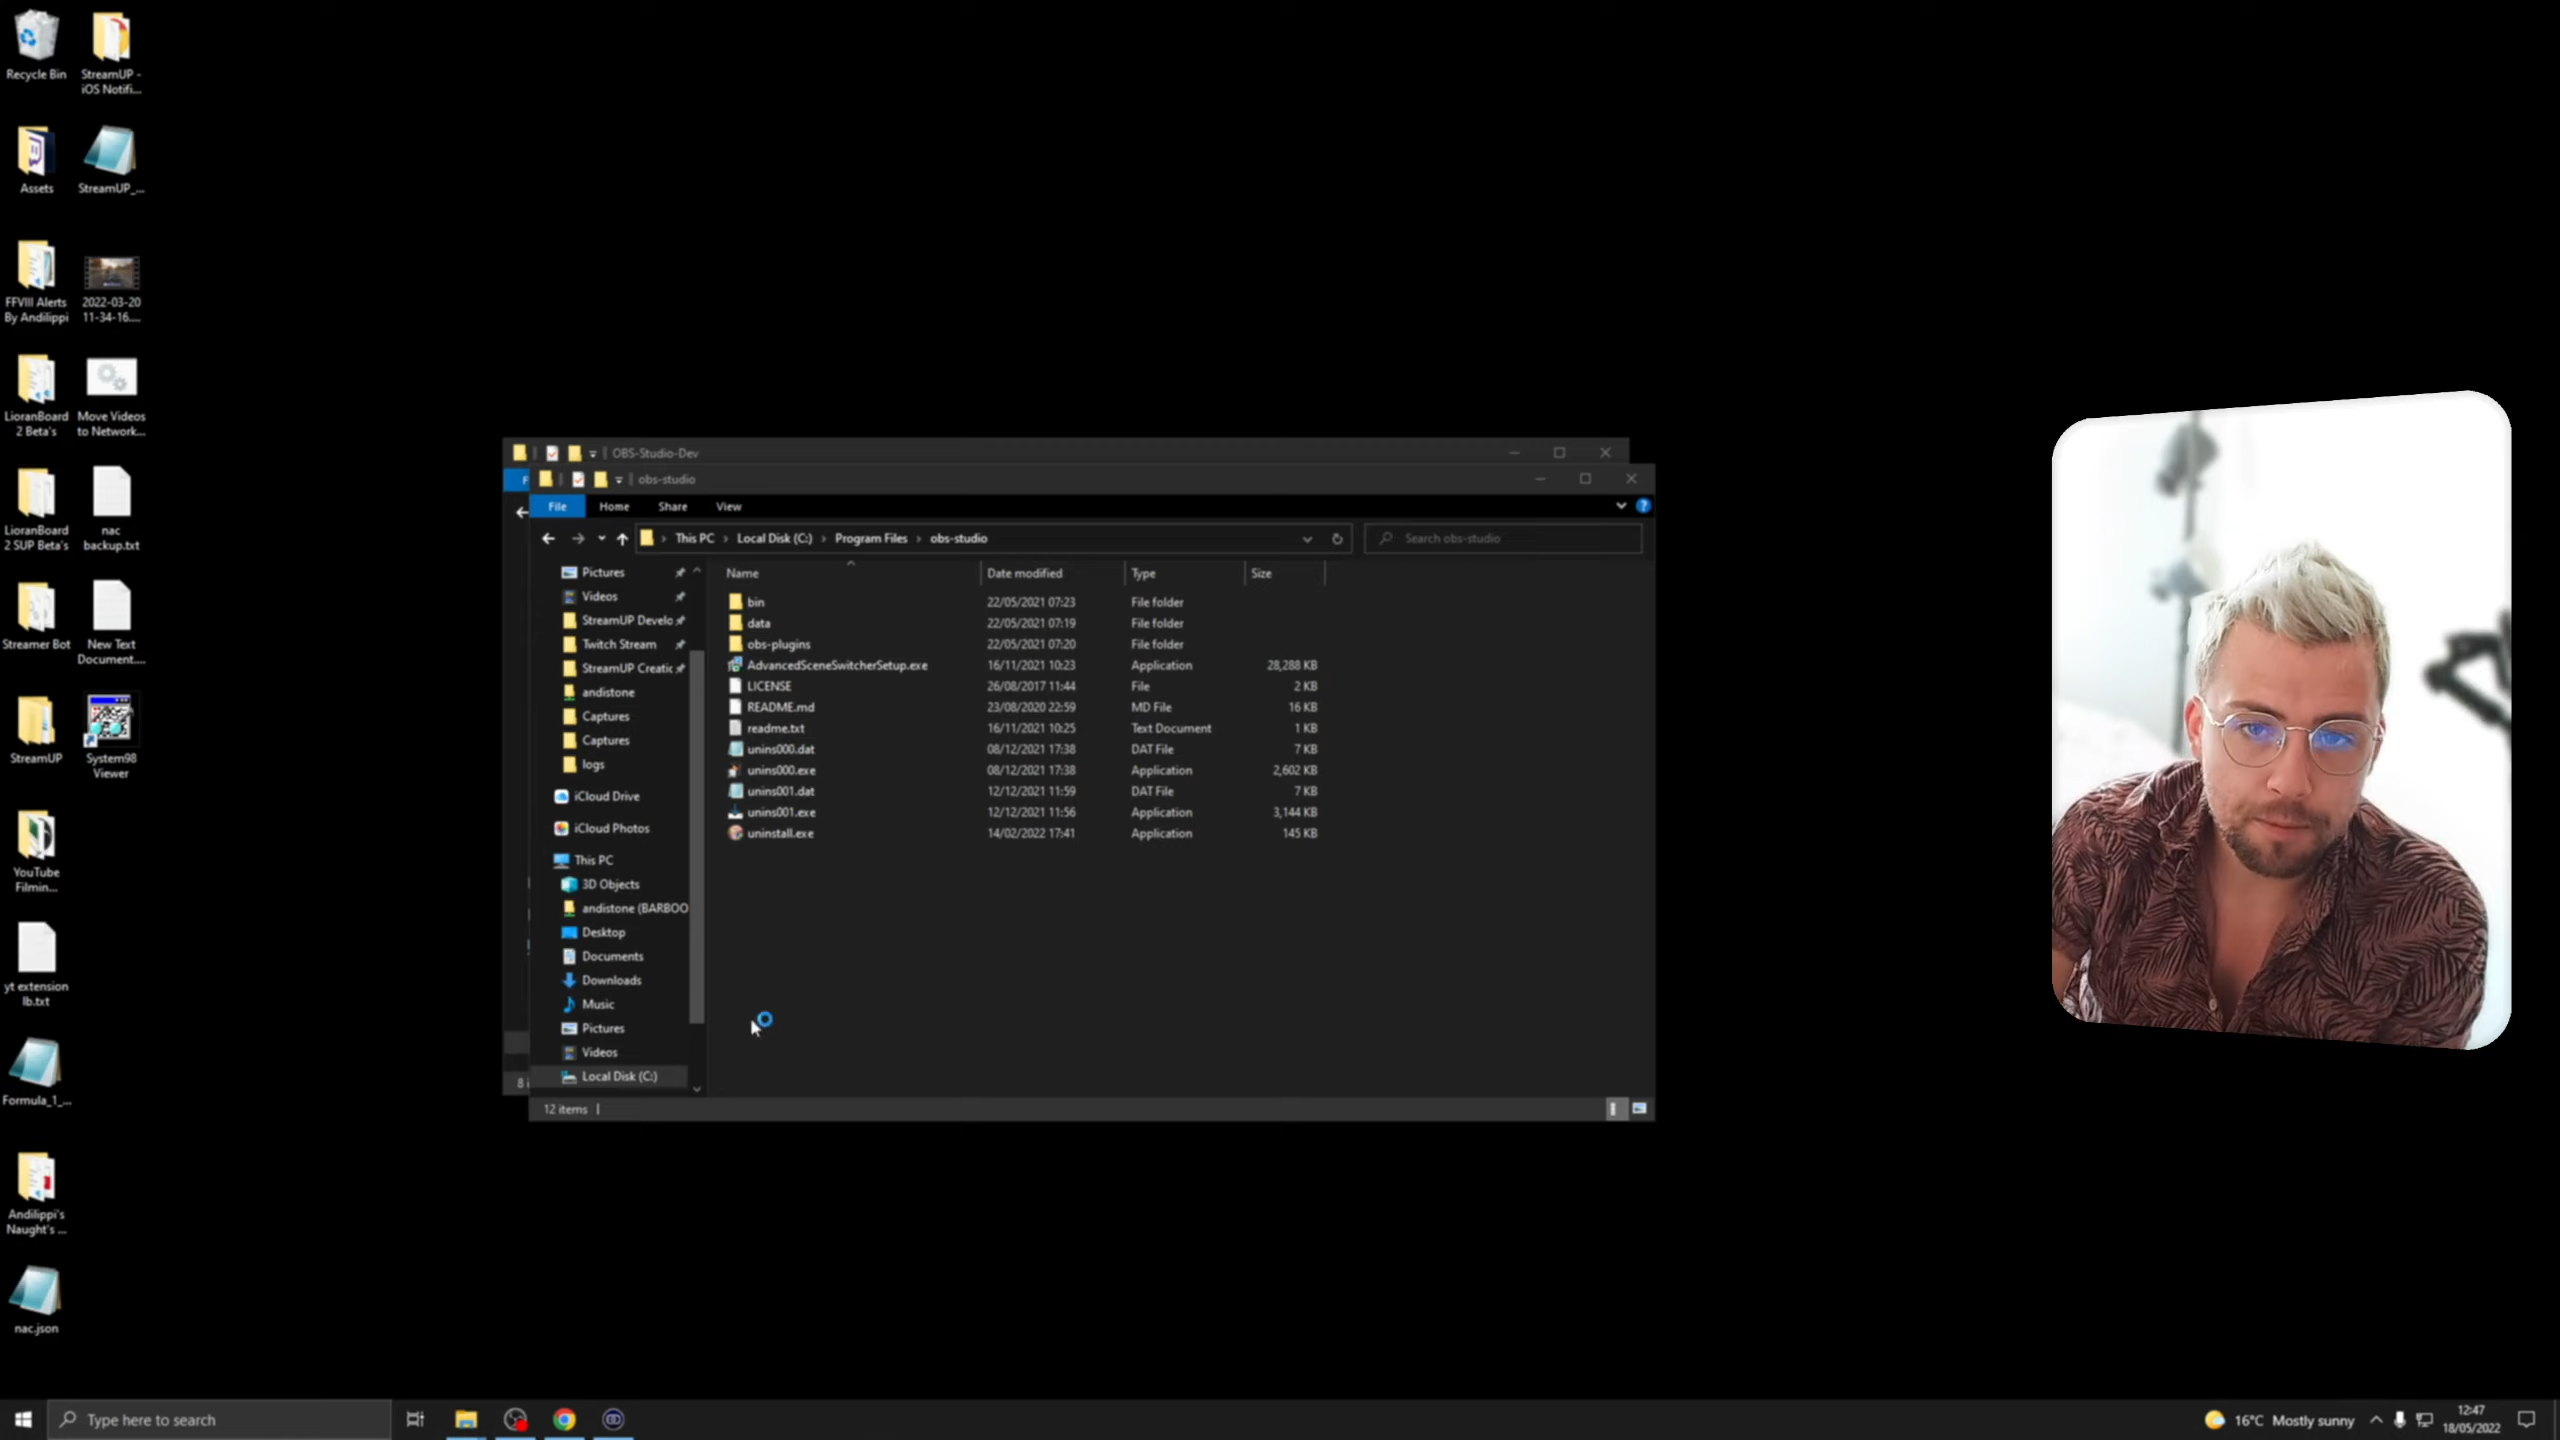 Recycle Bin
StreamUP -
iOS Notifi...
Assets
StreamUP_...
FFVIII Alerts
By Andilippi
2022-03-20
11-34-16....
LioranBoard
2 Beta's
Move Videos
to Network...
LioranBoard
2 SUP Beta's
nac
backup.txt
Streamer Bot
New Text
Document....
StreamUP
System98
Viewer
YouTube
Filmin...
yt extension
lb.txt
Formula_1_...
Andilippi's
Naught's ...
nac.json
OBS-Studio-Dev
obs-studio
File
Home
Share
View
This PC > Local Disk (C:) > Program Files > obs-studio
Search obs-studio
Pictures
Videos
StreamUP Develo
Twitch Stream
StreamUP Creatic
andistone
Captures
Captures
logs
iCloud Drive
iCloud Photos
This PC
3D Objects
andistone (BARBOO
Desktop
Documents
Downloads
Music
Pictures
Videos
Local Disk (C:)
Name Date modified Type Size
bin 22/05/2021 07:23 File folder
data 22/05/2021 07:19 File folder
obs-plugins 22/05/2021 07:20 File folder
AdvancedSceneSwitcherSetup.exe 16/11/2021 10:23 Application 28,288 KB
LICENSE 26/08/2017 11:44 File 2 KB
README.md 23/08/2020 22:59 MD File 16 KB
readme.txt 16/11/2021 10:25 Text Document 1 KB
unins000.dat 08/12/2021 17:38 DAT File 7 KB
unins000.exe 08/12/2021 17:38 Application 2,602 KB
unins001.dat 12/12/2021 11:59 DAT File 7 KB
unins001.exe 12/12/2021 11:56 Application 3,144 KB
uninstall.exe 14/02/2022 17:41 Application 145 KB
12 items
Type here to search
16°C Mostly sunny
12:47
18/05/2022